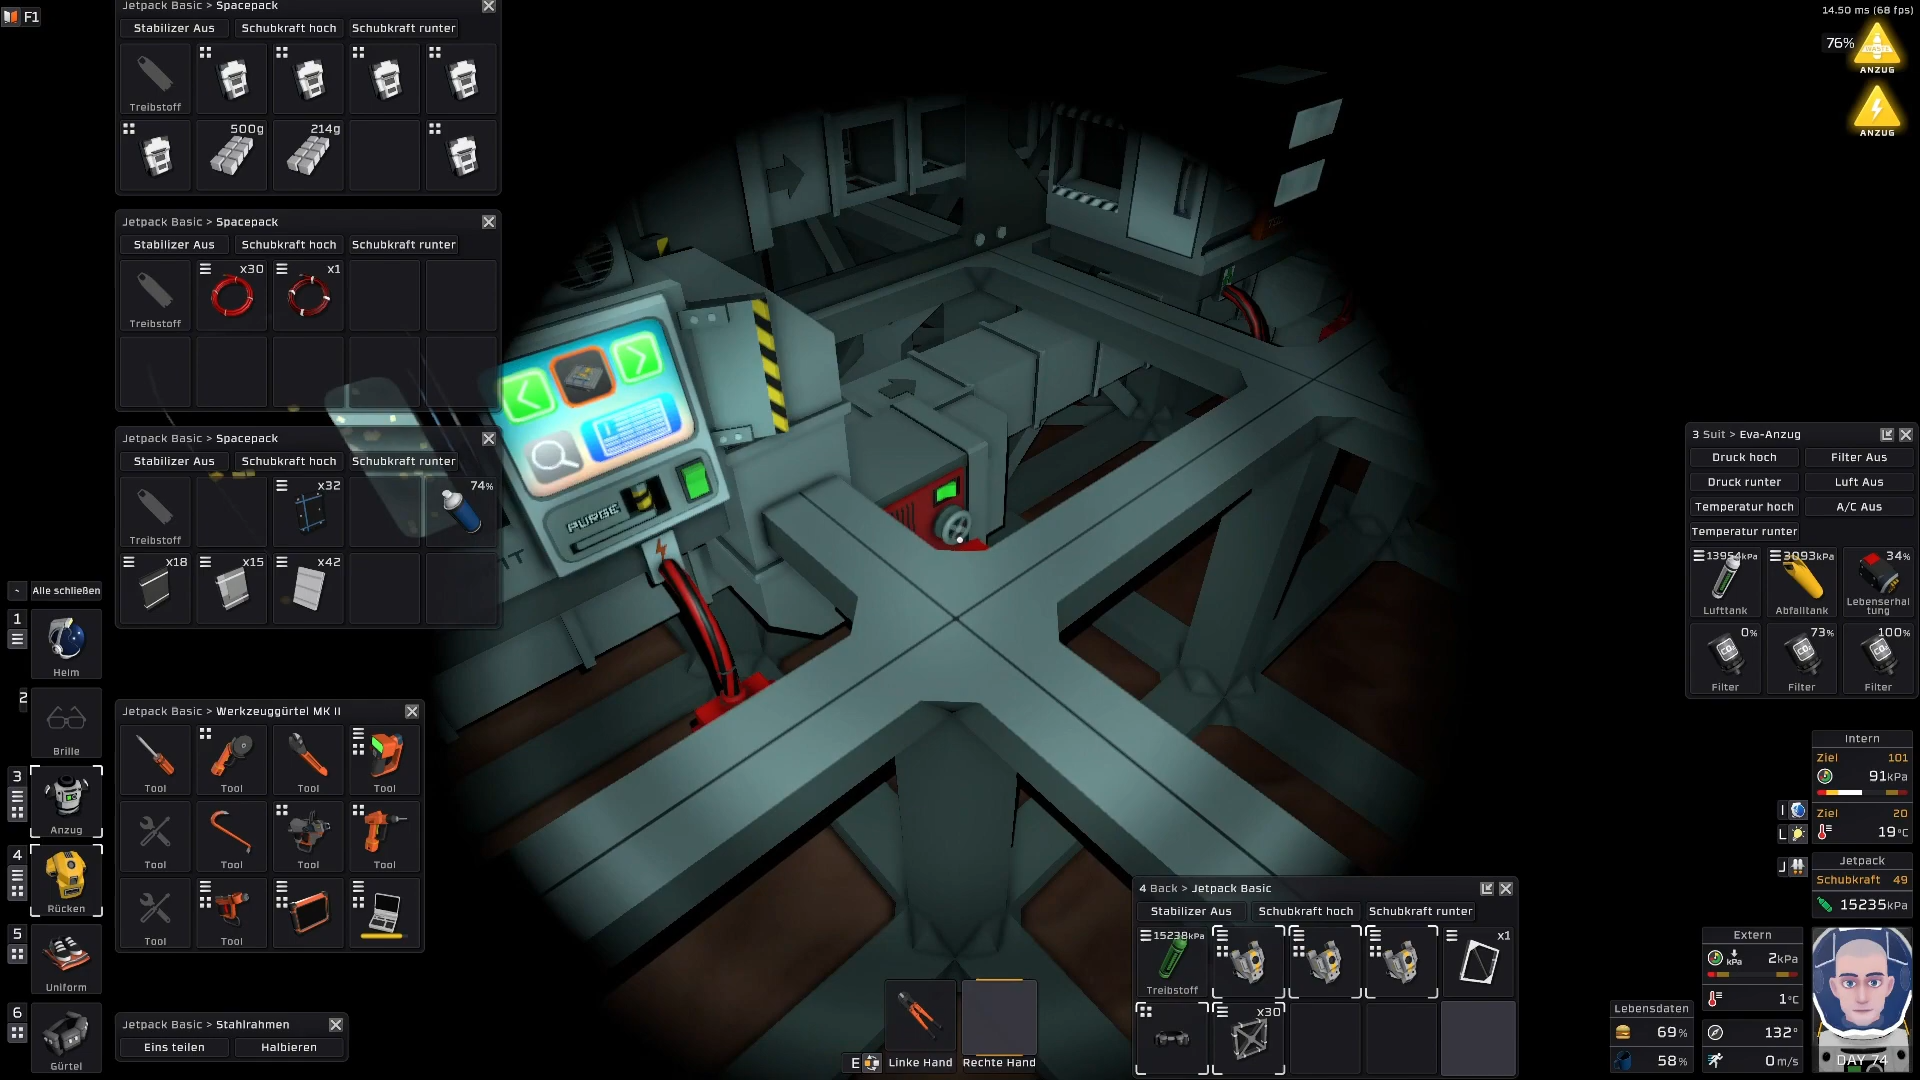 F1
14.50 ms (68 fps)
76%
ANZUG
ANZUG
Jetpack Basic > Spacepack
Stabilizer Aus
Schubkraft hoch
Schubkraft runter
Treibstoff
500g
214g
Jetpack Basic > Spacepack
Stabilizer Aus
Schubkraft hoch
Schubkraft runter
x30
x1
Treibstoff
Jetpack Basic > Spacepack
Stabilizer Aus
Schubkraft hoch
Schubkraft runter
x32
74%
Treibstoff
x18
x15
x42
PURGE
~ Alle schließen
1
Helm
2
Brille
3
Anzug
4
Rücken
5
Uniform
6
Gürtel
Jetpack Basic > Werkzeuggürtel MK II
Tool
Tool
Tool
Tool
Tool
Tool
Tool
Tool
Tool
Tool
Jetpack Basic > Stahlrahmen
Eins teilen
Halbieren
E
Linke Hand
Rechte Hand
4 Back > Jetpack Basic
Stabilizer Aus
Schubkraft hoch
Schubkraft runter
15238kPa
x1
Treibstoff
x30
3 Suit > Eva-Anzug
Druck hoch
Filter Aus
Druck runter
Luft Aus
Temperatur hoch
A/C Aus
Temperatur runter
13954kPa
3093kPa
34%
Lufttank
Abfalltank
Lebenserhaltung
0%
73%
100%
Filter
Filter
Filter
Intern
Ziel 101
91kPa
I
Ziel 20
L
19°C
J
Jetpack
Schubkraft 49
15235kPa
Extern
kPa
2kPa
1°C
Lebensdaten
69%
132°
58%
0m/s
DAY 74